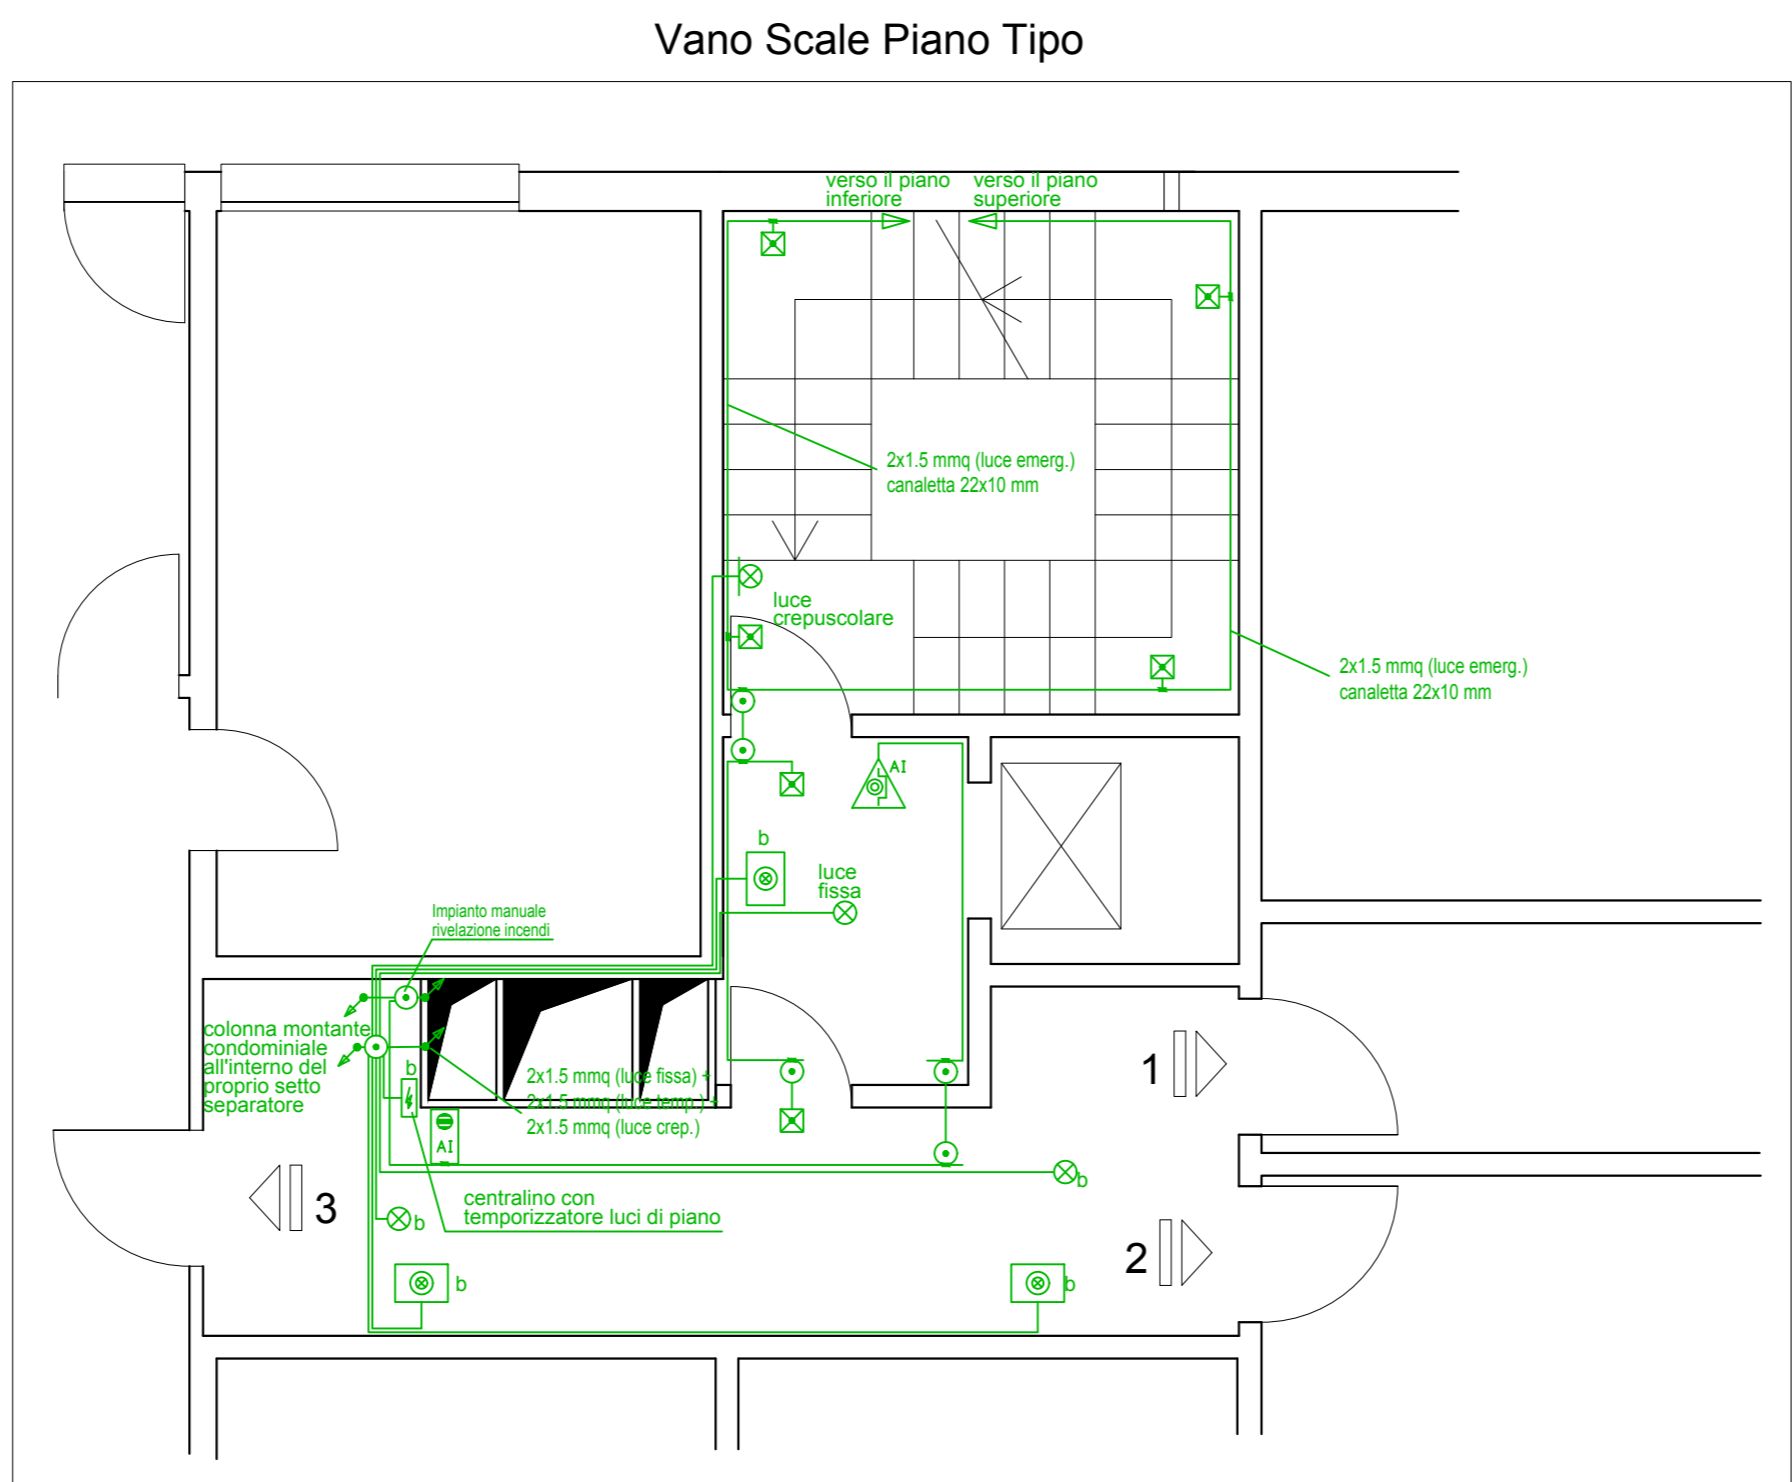 Vano Scale Piano Tipo
verso il piano
inferiore
verso il piano
superiore
2x1.5 mmq (luce emerg.)
canaletta 22x10 mm
luce
crepuscolare
2x1.5 mmq (luce emerg.)
canaletta 22x10 mm
AI
b
luce
fissa
Impianto manuale
rivelazione incendi
colonna montante
condominiale
all'interno del
proprio setto
separatore
b
2x1.5 mmq (luce fissa) +
2x1.5 mmq (luce temp.) +
2x1.5 mmq (luce crep.)
AI
1
b
3
centralino con
temporizzatore luci di piano
b
2
b
b